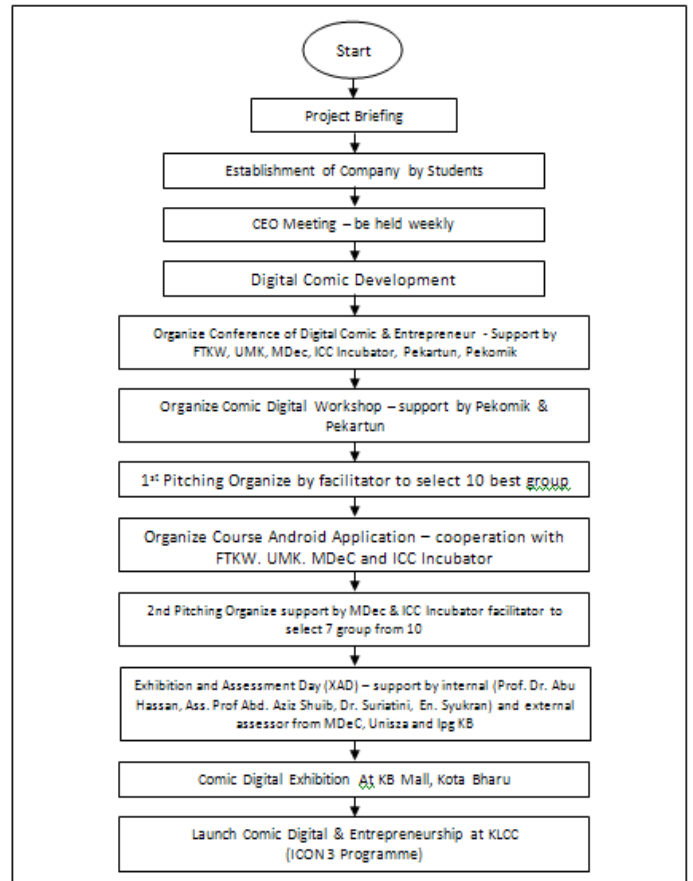 Start
Project Briefing
Establishment of Company by Students
CEO Meeting – be held weekly
Digital Comic Development
Organize Conference of Digital Comic & Entrepreneur - Support by
FTKW, UMK, MDec, ICC Incubator, Pekartun, Pekomik
Organize Comic Digital Workshop – support by Pekomik &
Pekartun
1st Pitching Organize by facilitator to select 10 best group
Organize Course Android Application – cooperation with
FTKW. UMK. MDeC and ICC Incubator
2nd Pitching Organize support by MDec & ICC Incubator facilitator to
select 7 group from 10
Exhibition and Assessment Day (XAD) – support by internal (Prof. Dr. Abu
Hassan, Ass. Prof Abd. Aziz Shuib, Dr. Suriatini, En. Syukran) and external
assessor from MDeC, Unisza and Ipg KB
Comic Digital Exhibition At KB Mall, Kota Bharu
Launch Comic Digital & Entrepreneurship at KLCC
(ICON 3 Programme)